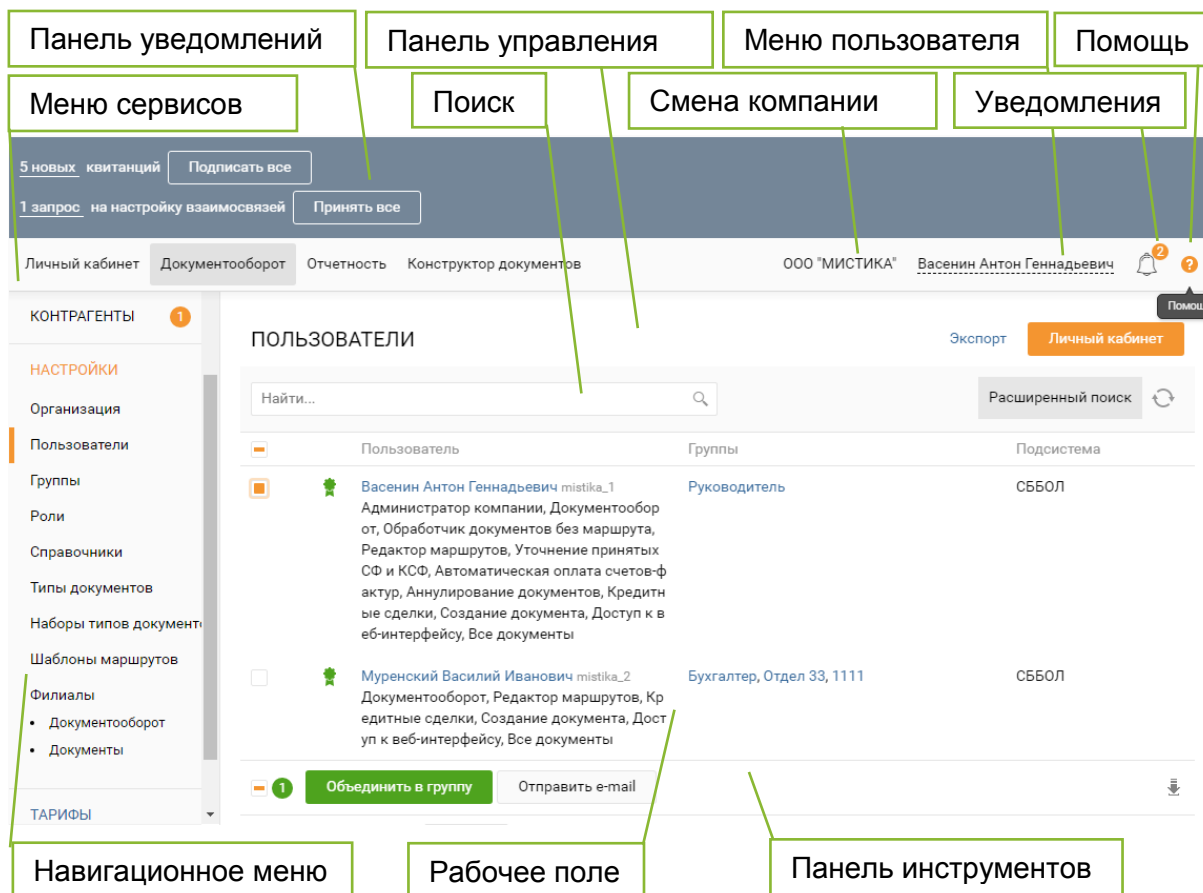 Панель уведомлений
Панель управления
Меню пользователя
Помощь
Меню сервисов
Поиск
Смена компании
Уведомления
5 новых квитанций Подписать все
1 запрос на настройку взаимосвязей Принять все
Личный кабинет Документооборот Отчетность Конструктор документов ООО "МИСТИКА" Васенин Антон Геннадьевич 2 ?
КОНТРАГЕНТЫ 1
НАСТРОЙКИ
Организация
Пользователи
Группы
Роли
Справочники
Типы документов
Наборы типов документ
Шаблоны маршрутов
Филиалы
• Документооборот
• Документы
ТАРИФЫ
Помощ
ПОЛЬЗОВАТЕЛИ Экспорт Личный кабинет
Найти... Расширенный поиск
Пользователь Группы Подсистема
Васенин Антон Геннадьевич mistika_1 Руководитель СББОЛ
Администратор компании, Документообор
от, Обработчик документов без маршрута,
Редактор маршрутов, Уточнение принятых
СФ и КСФ, Автоматическая оплата счетов-ф
актур, Аннулирование документов, Кредитн
ые сделки, Создание документа, Доступ к в
еб-интерфейсу, Все документы
Муренский Василий Иванович mistika_2 Бухгалтер, Отдел 33, 1111 СББОЛ
Документооборот, Редактор маршрутов, Кр
едитные сделки, Создание документа, Дост
уп к веб-интерфейсу, Все документы
1 Объединить в группу Отправить e-mail
Навигационное меню
Рабочее поле
Панель инструментов